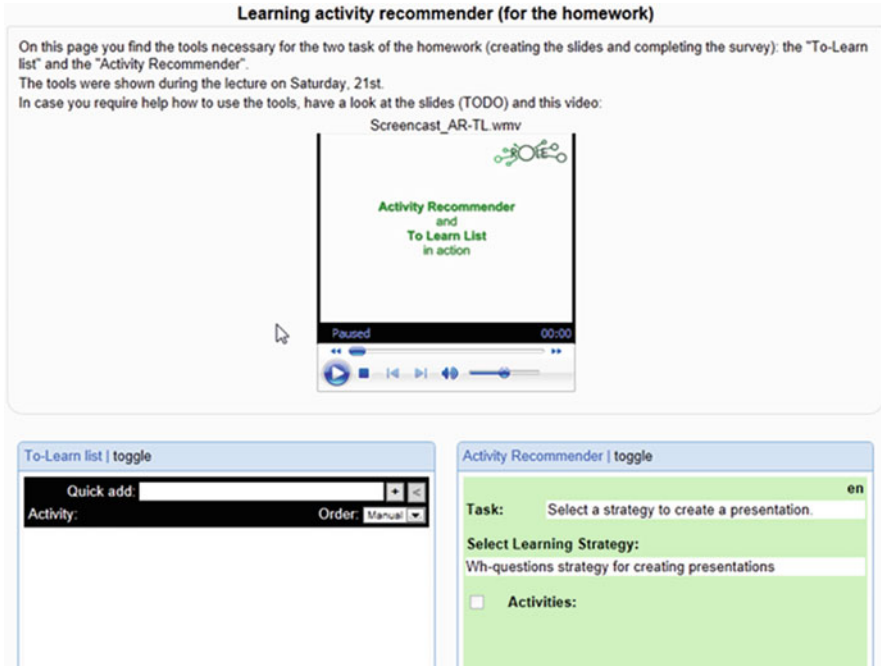 Learning activity recommender (for the homework)
On this page you find the tools necessary for the two task of the homework (creating the slides and completing the survey): the "To-Learn
list" and the "Activity Recommender".
The tools were shown during the lecture on Saturday, 21st.
In case you require help how to use the tools, have a look at the slides (TODO) and this video:
Screencast_AR-TL.wmv
ROLE
Activity Recommender
and
To Learn List
in action
Paused 00:00
To-Learn list | toggle
Quick add: + <
Activity: Order: Manual
Activity Recommender | toggle
en
Task: Select a strategy to create a presentation.
Select Learning Strategy:
Wh-questions strategy for creating presentations
Activities: